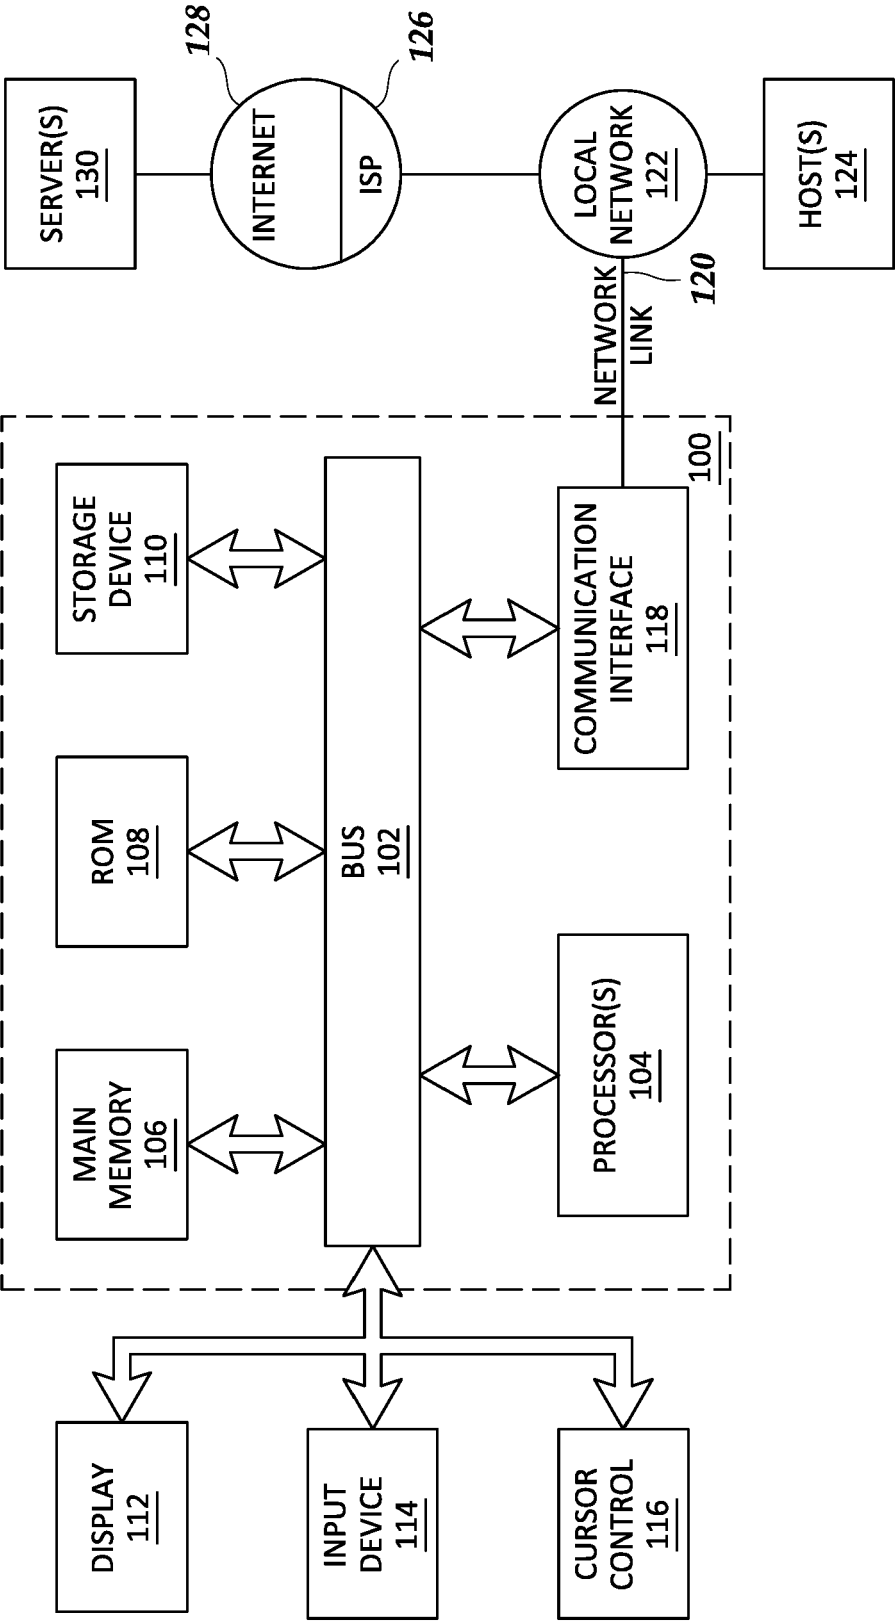 DISPLAY
112
INPUT
DEVICE
114
CURSOR
CONTROL
116
MAIN
MEMORY
106
ROM
108
STORAGE
DEVICE
110
BUS
102
PROCESSOR(S)
104
COMMUNICATION
INTERFACE
118
100
NETWORK
LINK
120
SERVER(S)
130
128
INTERNET
ISP
126
LOCAL
NETWORK
122
HOST(S)
124